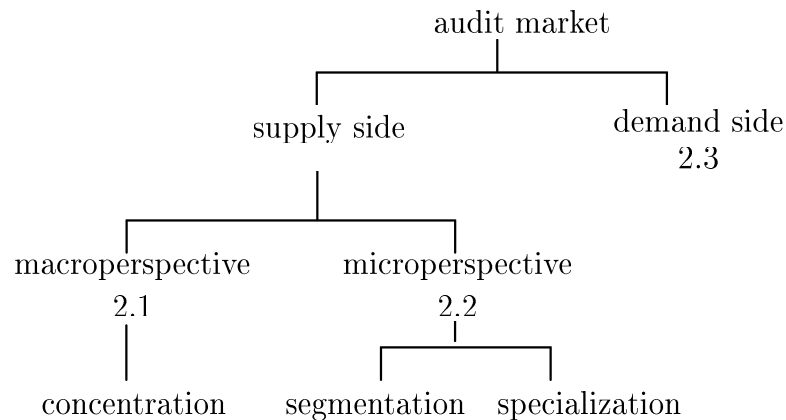 audit market
supply side
demand side
2.3
macroperspective
microperspective
2.1
2.2
concentration
segmentation
specialization